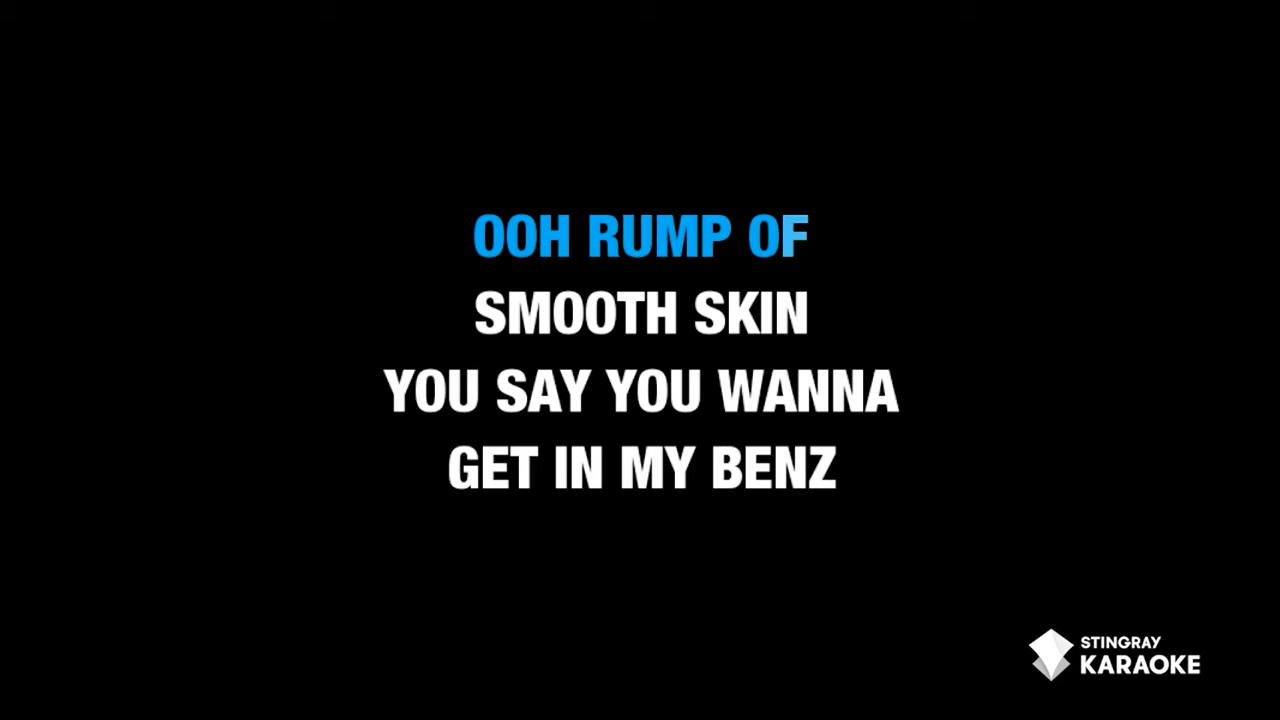 OOH RUMP OF
SMOOTH SKIN
YOU SAY YOU WANNA
GET IN MY BENZ
STINGRAY
KARAOKE